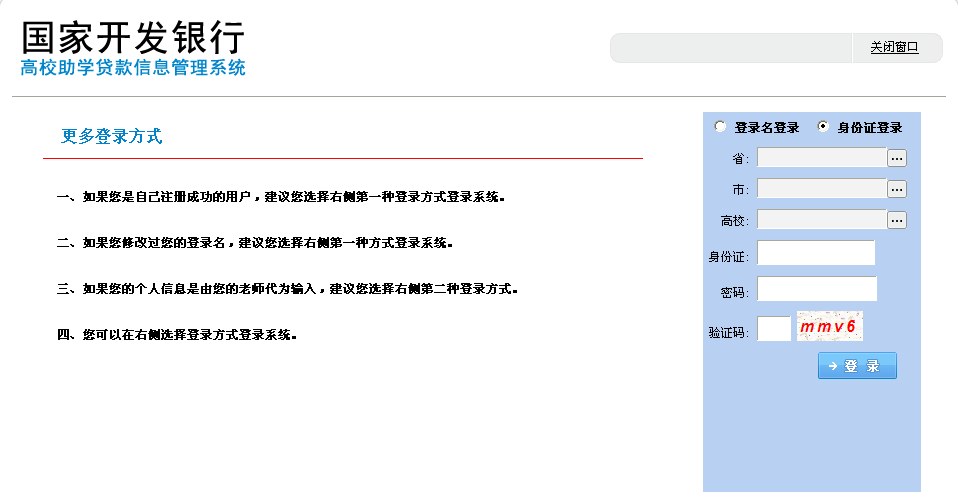 国家开发银行
高校助学贷款信息管理系统
关闭窗口
更多登录方式
一、如果您是自己注册成功的用户，建议您选择右侧第一种登录方式登录系统。
二、如果您修改过您的登录名，建议您选择右侧第一种方式登录系统。
三、如果您的个人信息是由您的老师代为输入，建议您选择右侧第二种登录方式。
四、您可以在右侧选择登录方式登录系统。
登录名登录 身份证登录
省: ...
市: ...
高校: ...
身份证:
密码:
验证码: mmv6
登 录